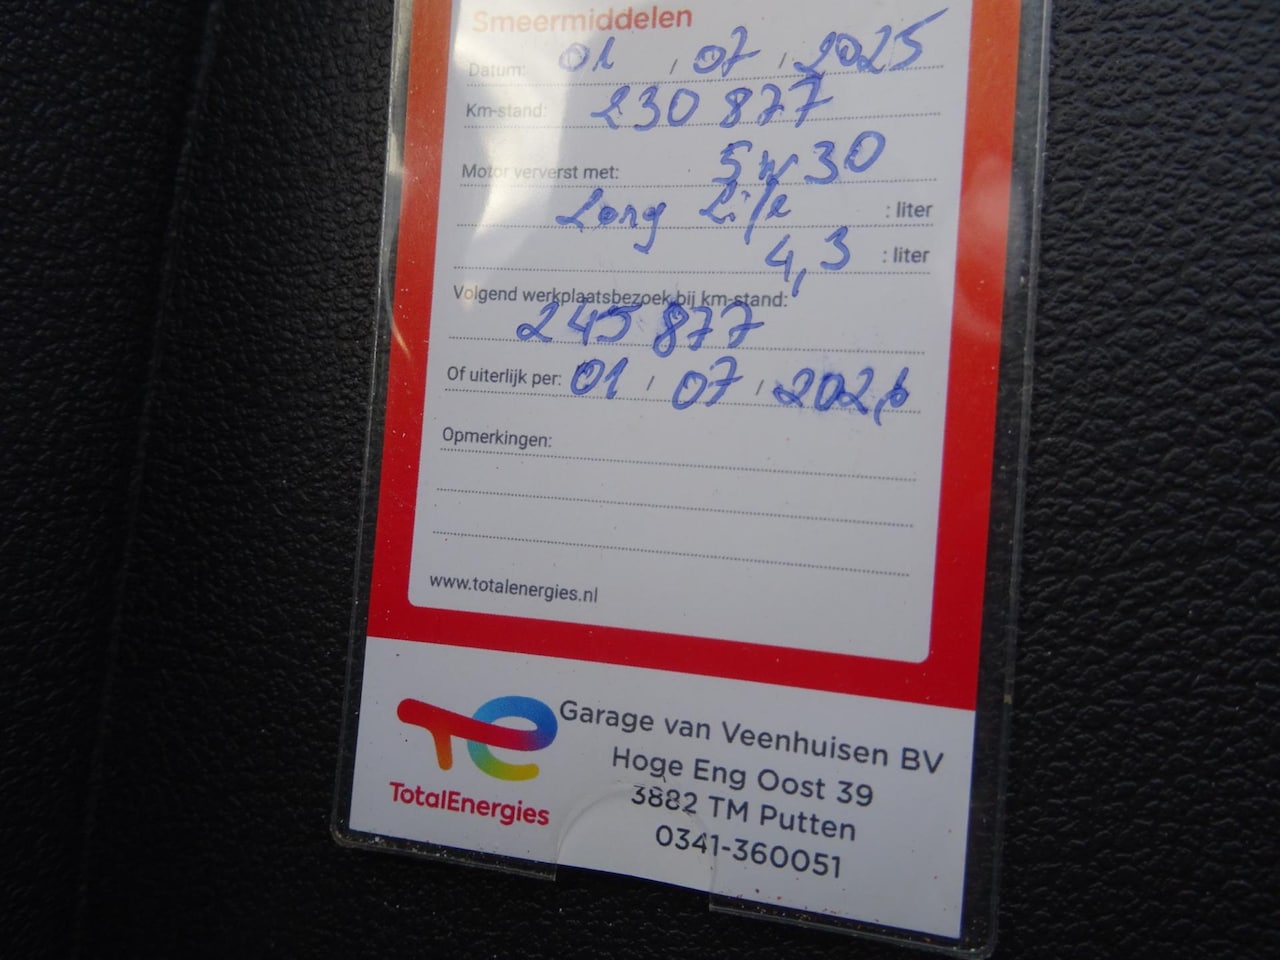 Smeermiddelen
Datum: 01 / 07 / 2025
Km-stand: 230 877
Motor ververst met: 5w30
Long Life : liter
4,3 : liter
Volgend werkplaatsbezoek bij km-stand:
245 877
Of uiterlijk per: 01 / 07 / 2026
Opmerkingen:
www.totalenergies.nl
TotalEnergies
Garage van Veenhuisen BV
Hoge Eng Oost 39
3882 TM Putten
0341-360051